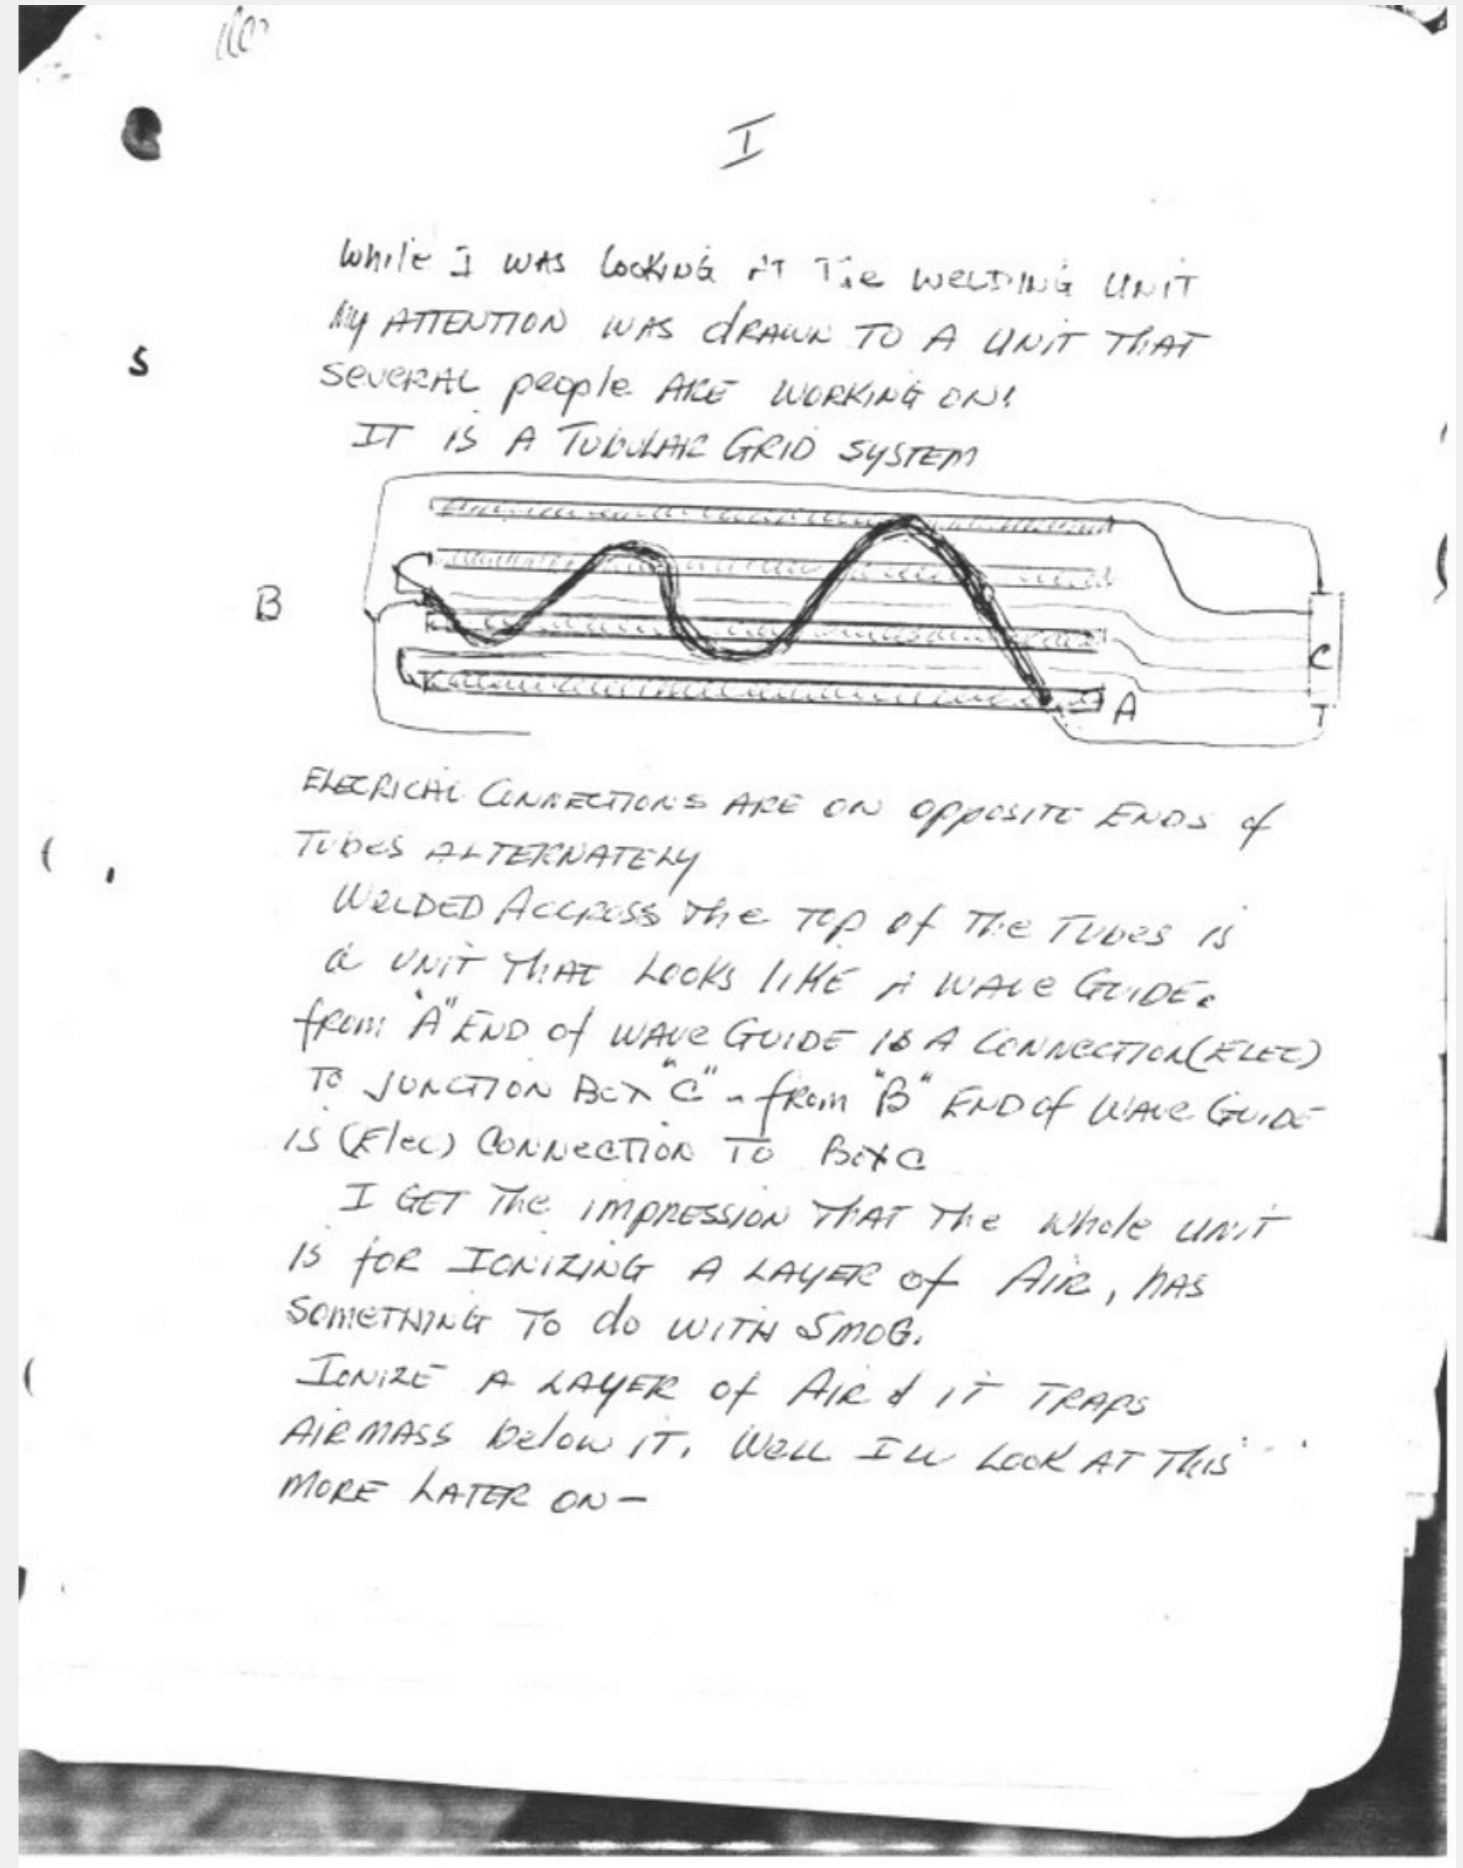 I
While I WAS LOOKING AT The WELDING UNIT
My ATTENTION WAS dRAWN TO A UNIT THAT
SEVERAL people ARE WORKING ON!
IT IS A TUBULAR GRID SYSTEM
B
C
A
ELECRICAL CONNECTIONS ARE ON OPPOSITE ENDS of
TUBES ALTERNATELY
WELDED ACCROSS The TOP Of The TUBES IS
a UNIT THAT LOOKS LIKE A WAVE GUIDE.
from "A" END of WAVE GUIDE IS A CONNECTION (ELEC)
TO JUNCTION BOX "C" - from "B" END of WAVE GUIDE
is (Elec) CONNECTION TO BOX C
I GET The IMPRESSION THAT The Whole UNIT
IS FOR IONIZING A LAYER of AIR, HAS
SOMETHING TO do WITH SMOG.
IONIZE A LAYER of AIR & IT TRAPS
AIRMASS below IT. WELL ILL LOOK AT THIS
MORE LATER ON -